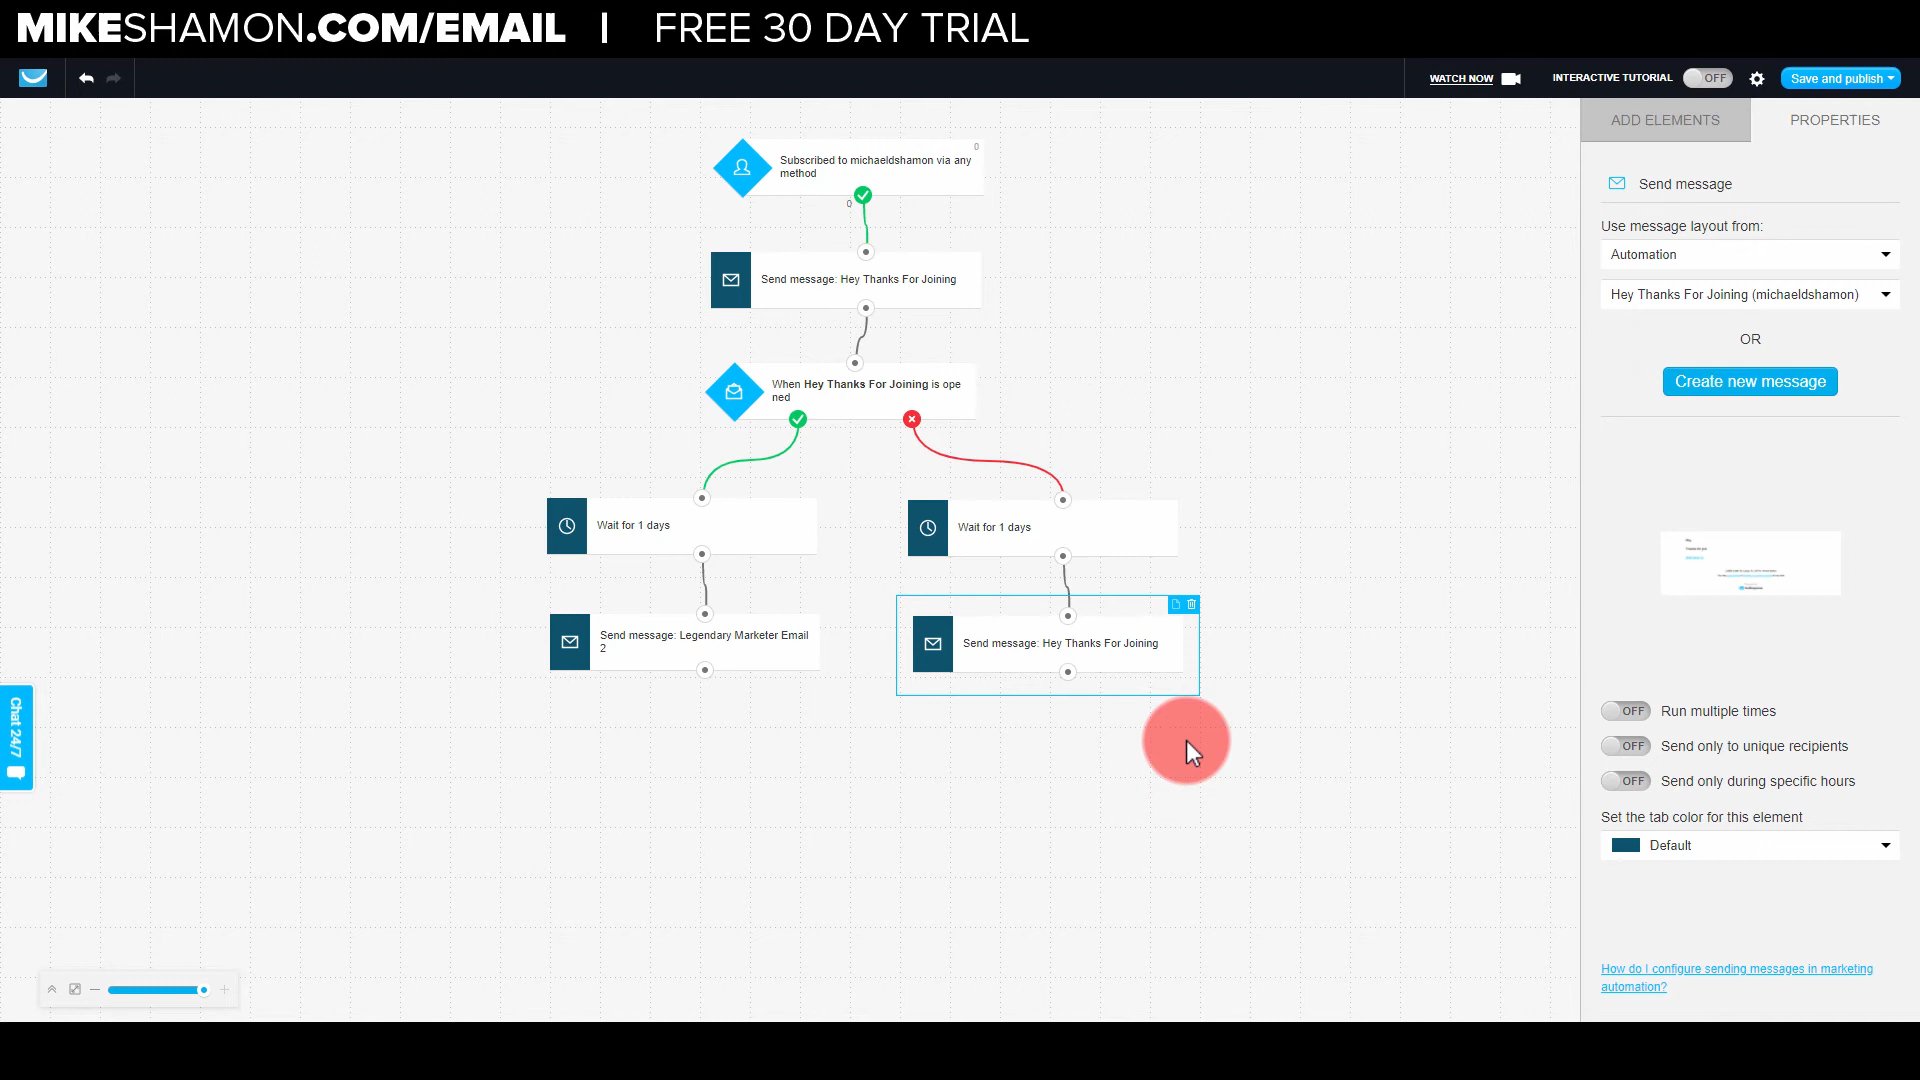 MIKESHAMON.COM/EMAIL | FREE 30 DAY TRIAL
WATCH NOW
INTERACTIVE TUTORIAL
OFF
Save and publish
ADD ELEMENTS
PROPERTIES
Subscribed to michaeldshamon via any
method
0
0
Send message: Hey Thanks For Joining
When Hey Thanks For Joining is ope
ned
Wait for 1 days
Wait for 1 days
Send message: Legendary Marketer Email
2
Send message: Hey Thanks For Joining
Chat 24/7
Send message
Use message layout from:
Automation
Hey Thanks For Joining (michaeldshamon)
OR
Create new message
OFF Run multiple times
OFF Send only to unique recipients
OFF Send only during specific hours
Set the tab color for this element
Default
How do I configure sending messages in marketing
automation?